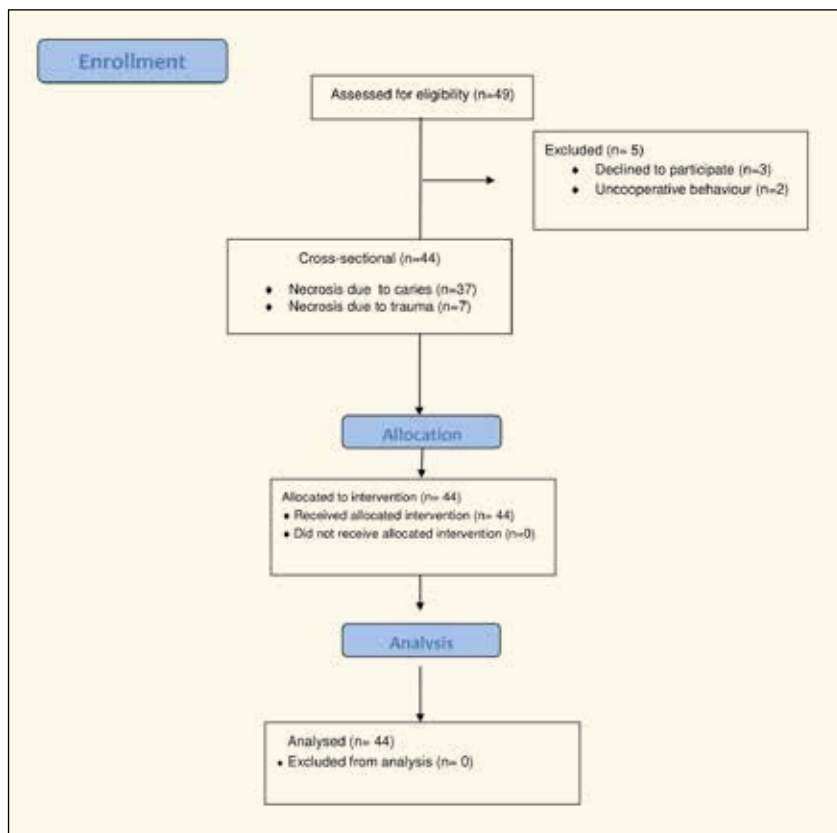 Enrollment
Assessed for eligibility (n=49)
Excluded (n= 5)
♦ Declined to participate (n=3)
♦ Uncooperative behaviour (n=2)
Cross-sectional (n=44)
♦ Necrosis due to caries (n=37)
♦ Necrosis due to trauma (n=7)
Allocation
Allocated to intervention (n= 44)
♦ Received allocated intervention (n= 44)
♦ Did not receive allocated intervention (n=0)
Analysis
Analysed (n= 44)
♦ Excluded from analysis (n= 0)